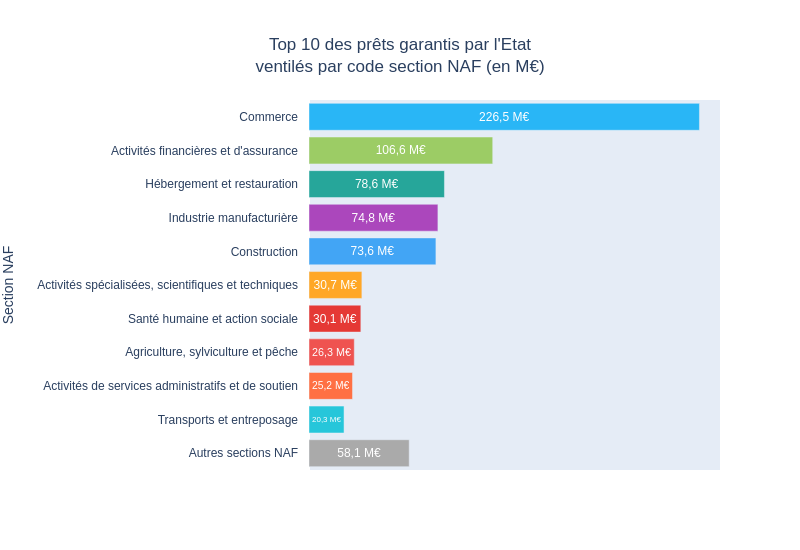 Top 10 des prêts garantis par l'Etat
ventilés par code section NAF (en M€)
Section NAF
Commerce 226,5 M€
Activités financières et d'assurance 106,6 M€
Hébergement et restauration 78,6 M€
Industrie manufacturière 74,8 M€
Construction 73,6 M€
Activités spécialisées, scientifiques et techniques 30,7 M€
Santé humaine et action sociale 30,1 M€
Agriculture, sylviculture et pêche 26,3 M€
Activités de services administratifs et de soutien 25,2 M€
Transports et entreposage 20,3 M€
Autres sections NAF 58,1 M€